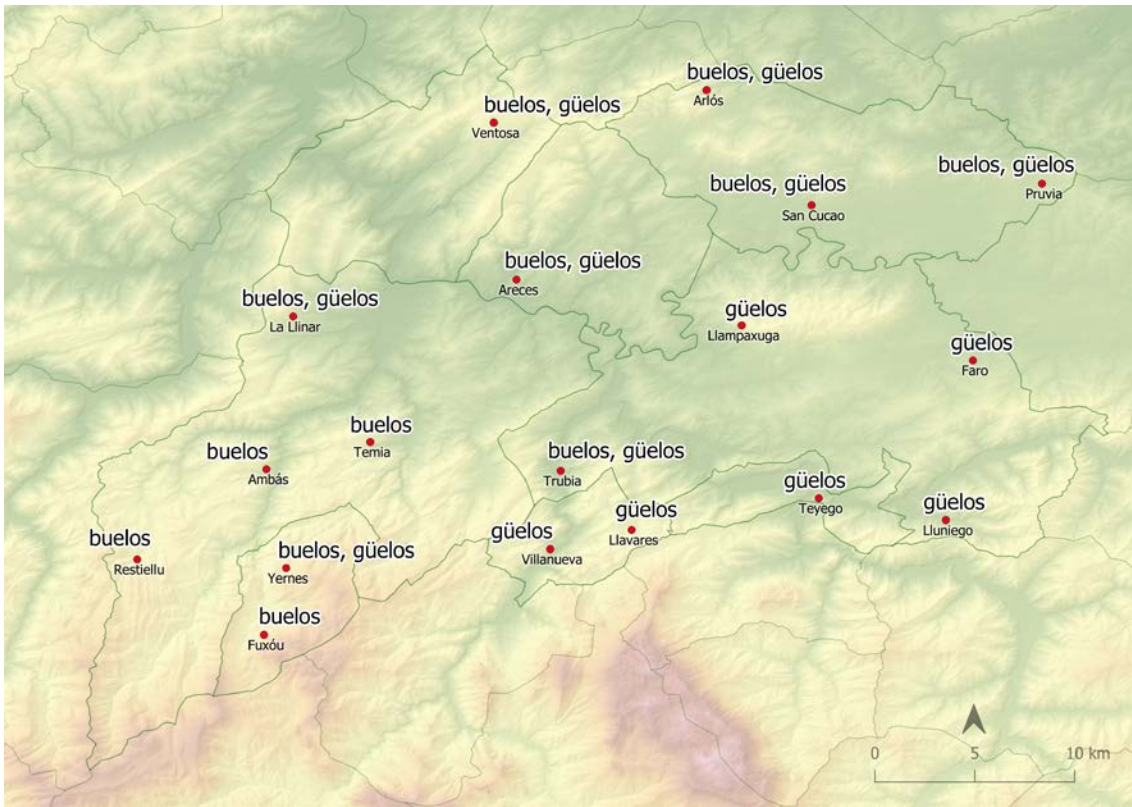 buelos, güelos
Arlós
buelos, güelos
Ventosa
buelos, güelos
Pruvia
buelos, güelos
San Cucao
buelos, güelos
Areces
buelos, güelos
La Llinar
güelos
Llampaxuga
güelos
Faro
buelos
Temia
buelos
Ambás
buelos, güelos
Trubia
güelos
Teyego
güelos
Lluniego
güelos
Llavares
güelos
Villanueva
buelos
Restiellu
buelos, güelos
Yernes
buelos
Fuxóu
0 5 10 km